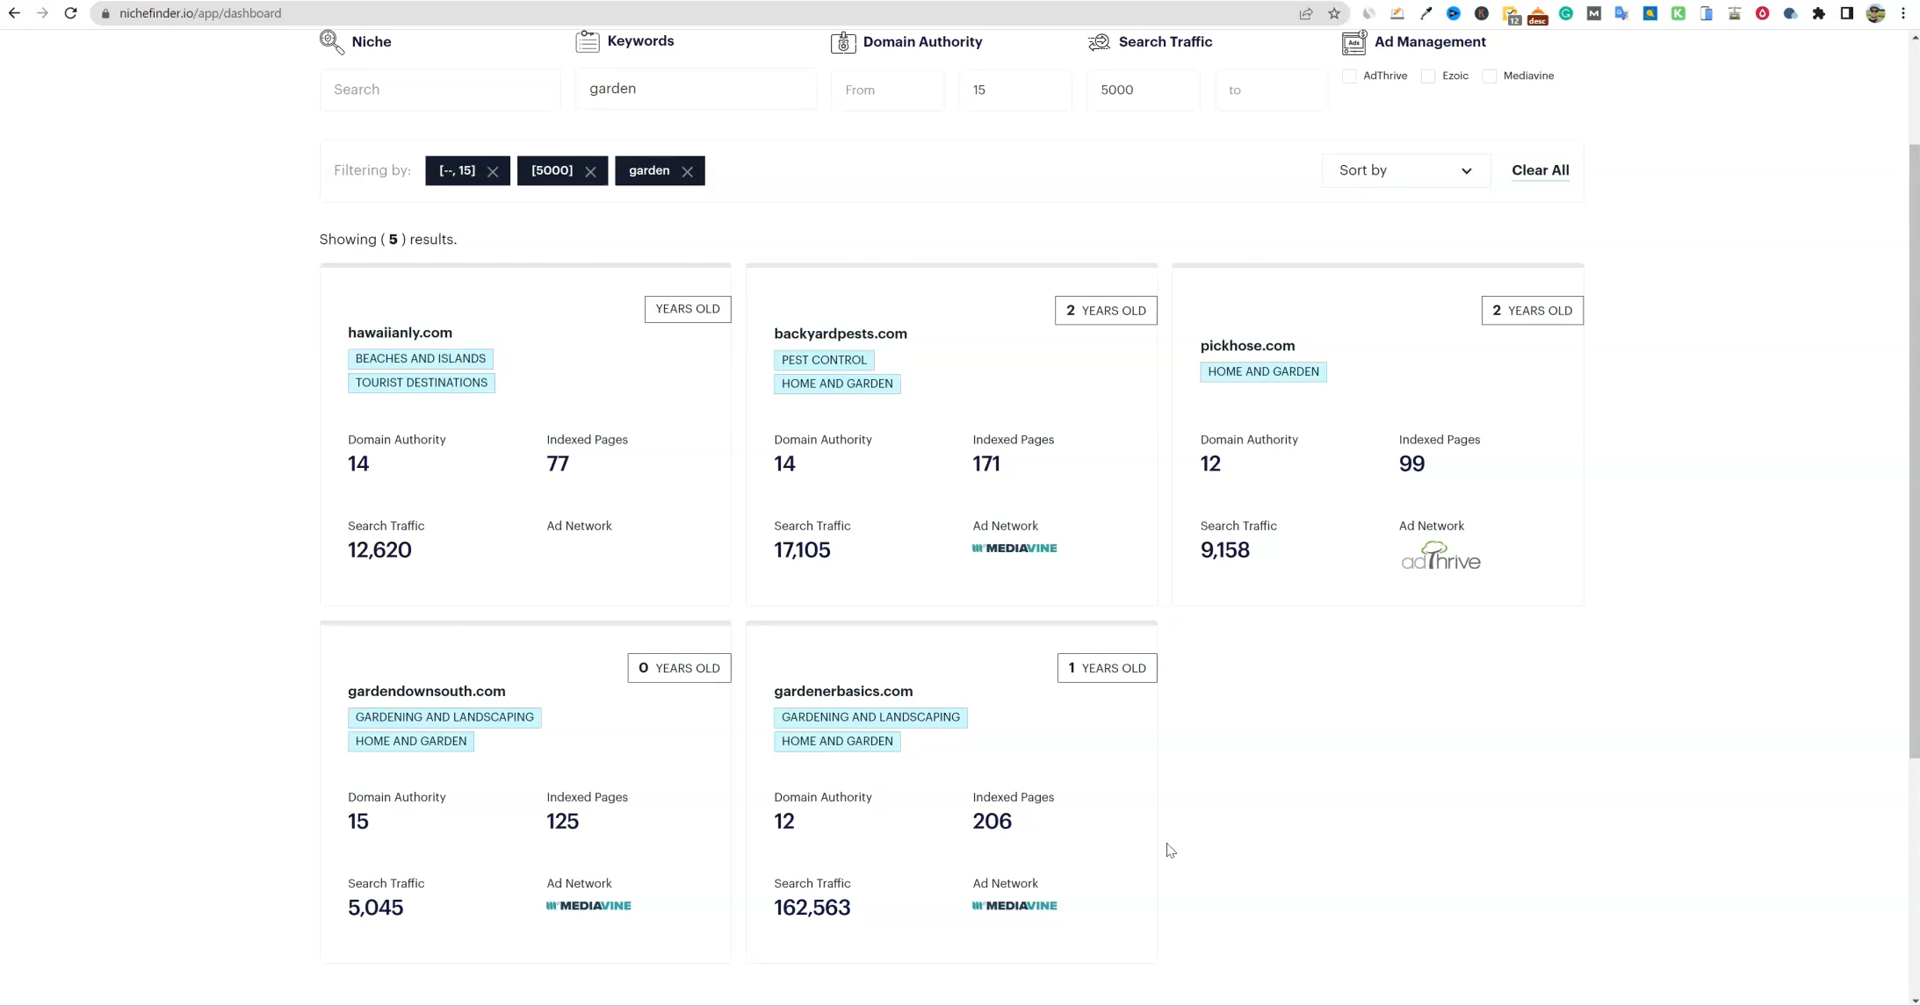 nichefinder.io/app/dashboard
12
desc
Niche
Keywords
Domain Authority
Search Traffic
Ad Management
Search
garden
From
15
5000
to
AdThrive
Ezoic
Mediavine
Filtering by:
[--, 15]
[5000]
garden
Sort by
Clear All
Showing ( 5 ) results.
YEARS OLD
hawaiianly.com
BEACHES AND ISLANDS
TOURIST DESTINATIONS
Domain Authority
Indexed Pages
14
77
Search Traffic
Ad Network
12,620
2 YEARS OLD
backyardpests.com
PEST CONTROL
HOME AND GARDEN
Domain Authority
Indexed Pages
14
171
Search Traffic
Ad Network
17,105
MEDIAVINE
2 YEARS OLD
pickhose.com
HOME AND GARDEN
Domain Authority
Indexed Pages
12
99
Search Traffic
Ad Network
9,158
adThrive
0 YEARS OLD
gardendownsouth.com
GARDENING AND LANDSCAPING
HOME AND GARDEN
Domain Authority
Indexed Pages
15
125
Search Traffic
Ad Network
5,045
MEDIAVINE
1 YEARS OLD
gardenerbasics.com
GARDENING AND LANDSCAPING
HOME AND GARDEN
Domain Authority
Indexed Pages
12
206
Search Traffic
Ad Network
162,563
MEDIAVINE